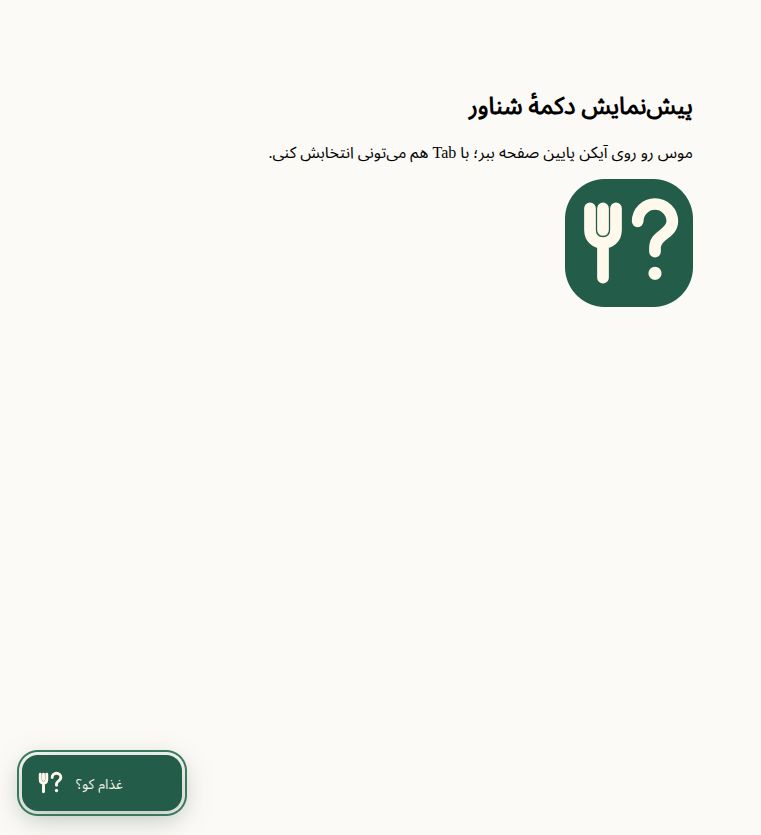 پیش‌نمایش دکمهٔ شناور
موس رو روی آیکن پایین صفحه ببر؛ با Tab هم می‌تونی انتخابش کنی.
غذام کو؟